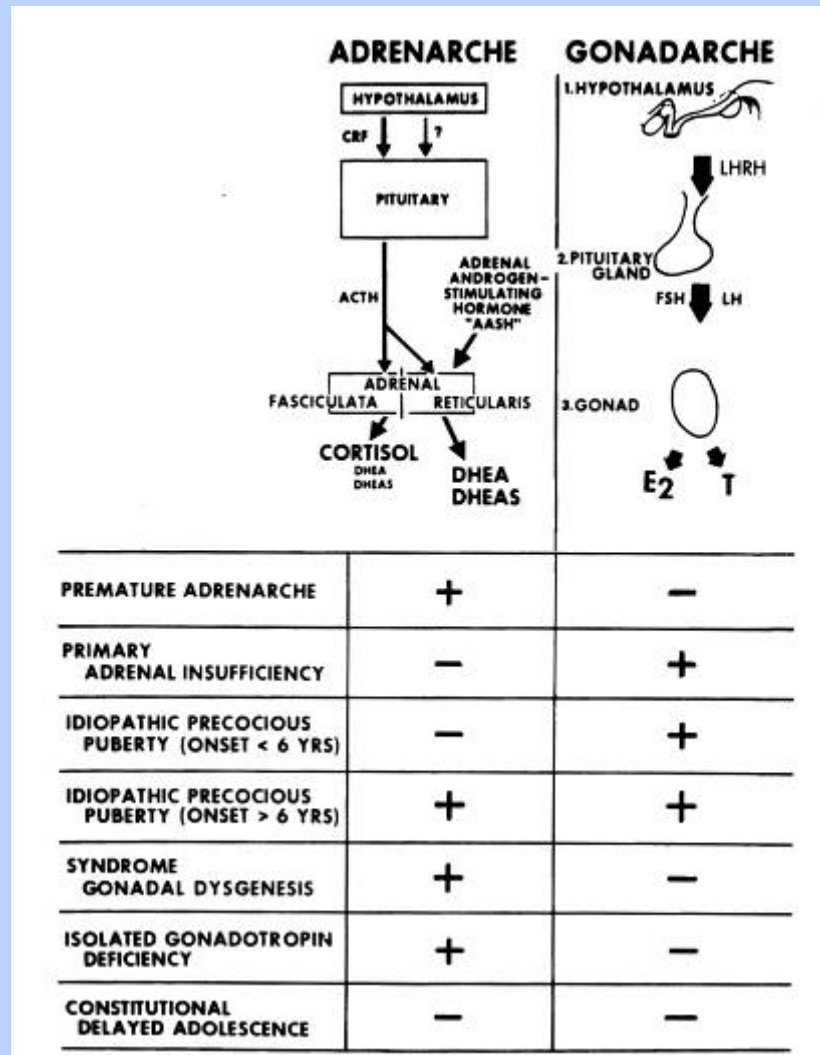 ADRENARCHE
HYPOTHALAMUS
CRF ?
PITUITARY
ACTH
ADRENAL
ANDROGEN-
STIMULATING
HORMONE
"AASH"
ADRENAL
FASCICULATA RETICULARIS
CORTISOL
DHEA
DHEAS
DHEA
DHEAS
GONADARCHE
1.HYPOTHALAMUS
LHRH
2.PITUITARY
GLAND
FSH LH
3.GONAD
E2 T
PREMATURE ADRENARCHE + −
PRIMARY
ADRENAL INSUFFICIENCY − +
IDIOPATHIC PRECOCIOUS
PUBERTY (ONSET < 6 YRS) − +
IDIOPATHIC PRECOCIOUS
PUBERTY (ONSET > 6 YRS) + +
SYNDROME
GONADAL DYSGENESIS + −
ISOLATED GONADOTROPIN
DEFICIENCY + −
CONSTITUTIONAL
DELAYED ADOLESCENCE − −